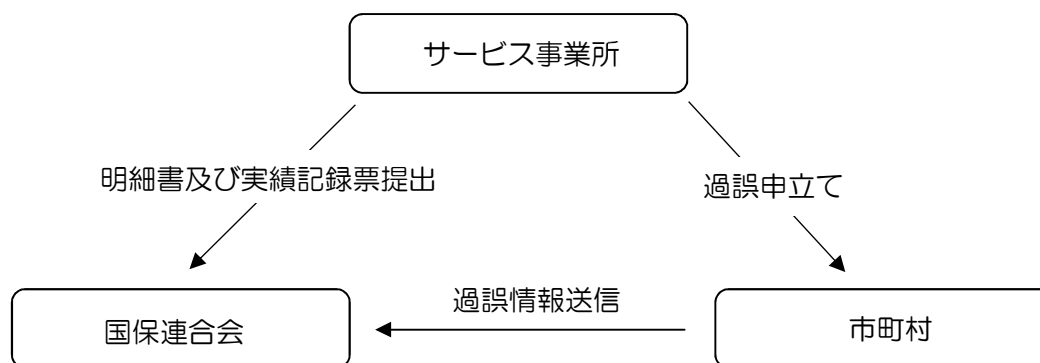 サービス事業所
明細書及び実績記録票提出
過誤申立て
過誤情報送信
国保連合会
市町村